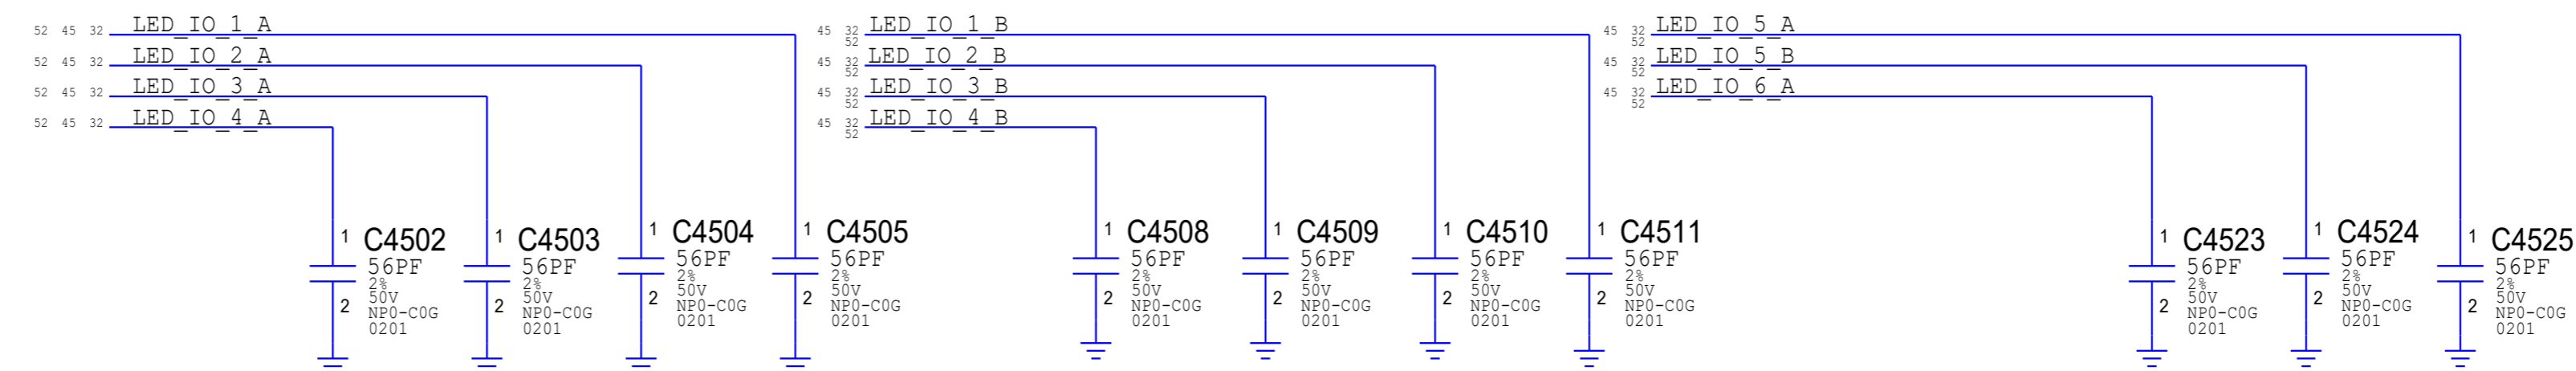 52 45 32 LED_IO_1_A
52 45 32 LED_IO_2_A
52 45 32 LED_IO_3_A
52 45 32 LED_IO_4_A
45 32 52 LED_IO_1_B
45 32 52 LED_IO_2_B
45 32 52 LED_IO_3_B
45 32 52 LED_IO_4_B
45 32 52 LED_IO_5_A
45 32 52 LED_IO_5_B
45 32 52 LED_IO_6_A
1 C4502
56PF
2%
50V
2 NP0-C0G
0201
1 C4503
56PF
2%
50V
2 NP0-C0G
0201
1 C4504
56PF
2%
2 50V
NP0-C0G
0201
1 C4505
56PF
2%
2 50V
NP0-C0G
0201
1 C4508
56PF
2%
2 50V
NP0-C0G
0201
1 C4509
56PF
2%
2 50V
NP0-C0G
0201
1 C4510
56PF
2%
2 50V
NP0-C0G
0201
1 C4511
56PF
2%
2 50V
NP0-C0G
0201
1 C4523
56PF
2%
50V
2 NP0-C0G
0201
1 C4524
56PF
2%
50V
2 NP0-C0G
0201
1 C4525
56PF
2%
50V
2 NP0-C0G
0201